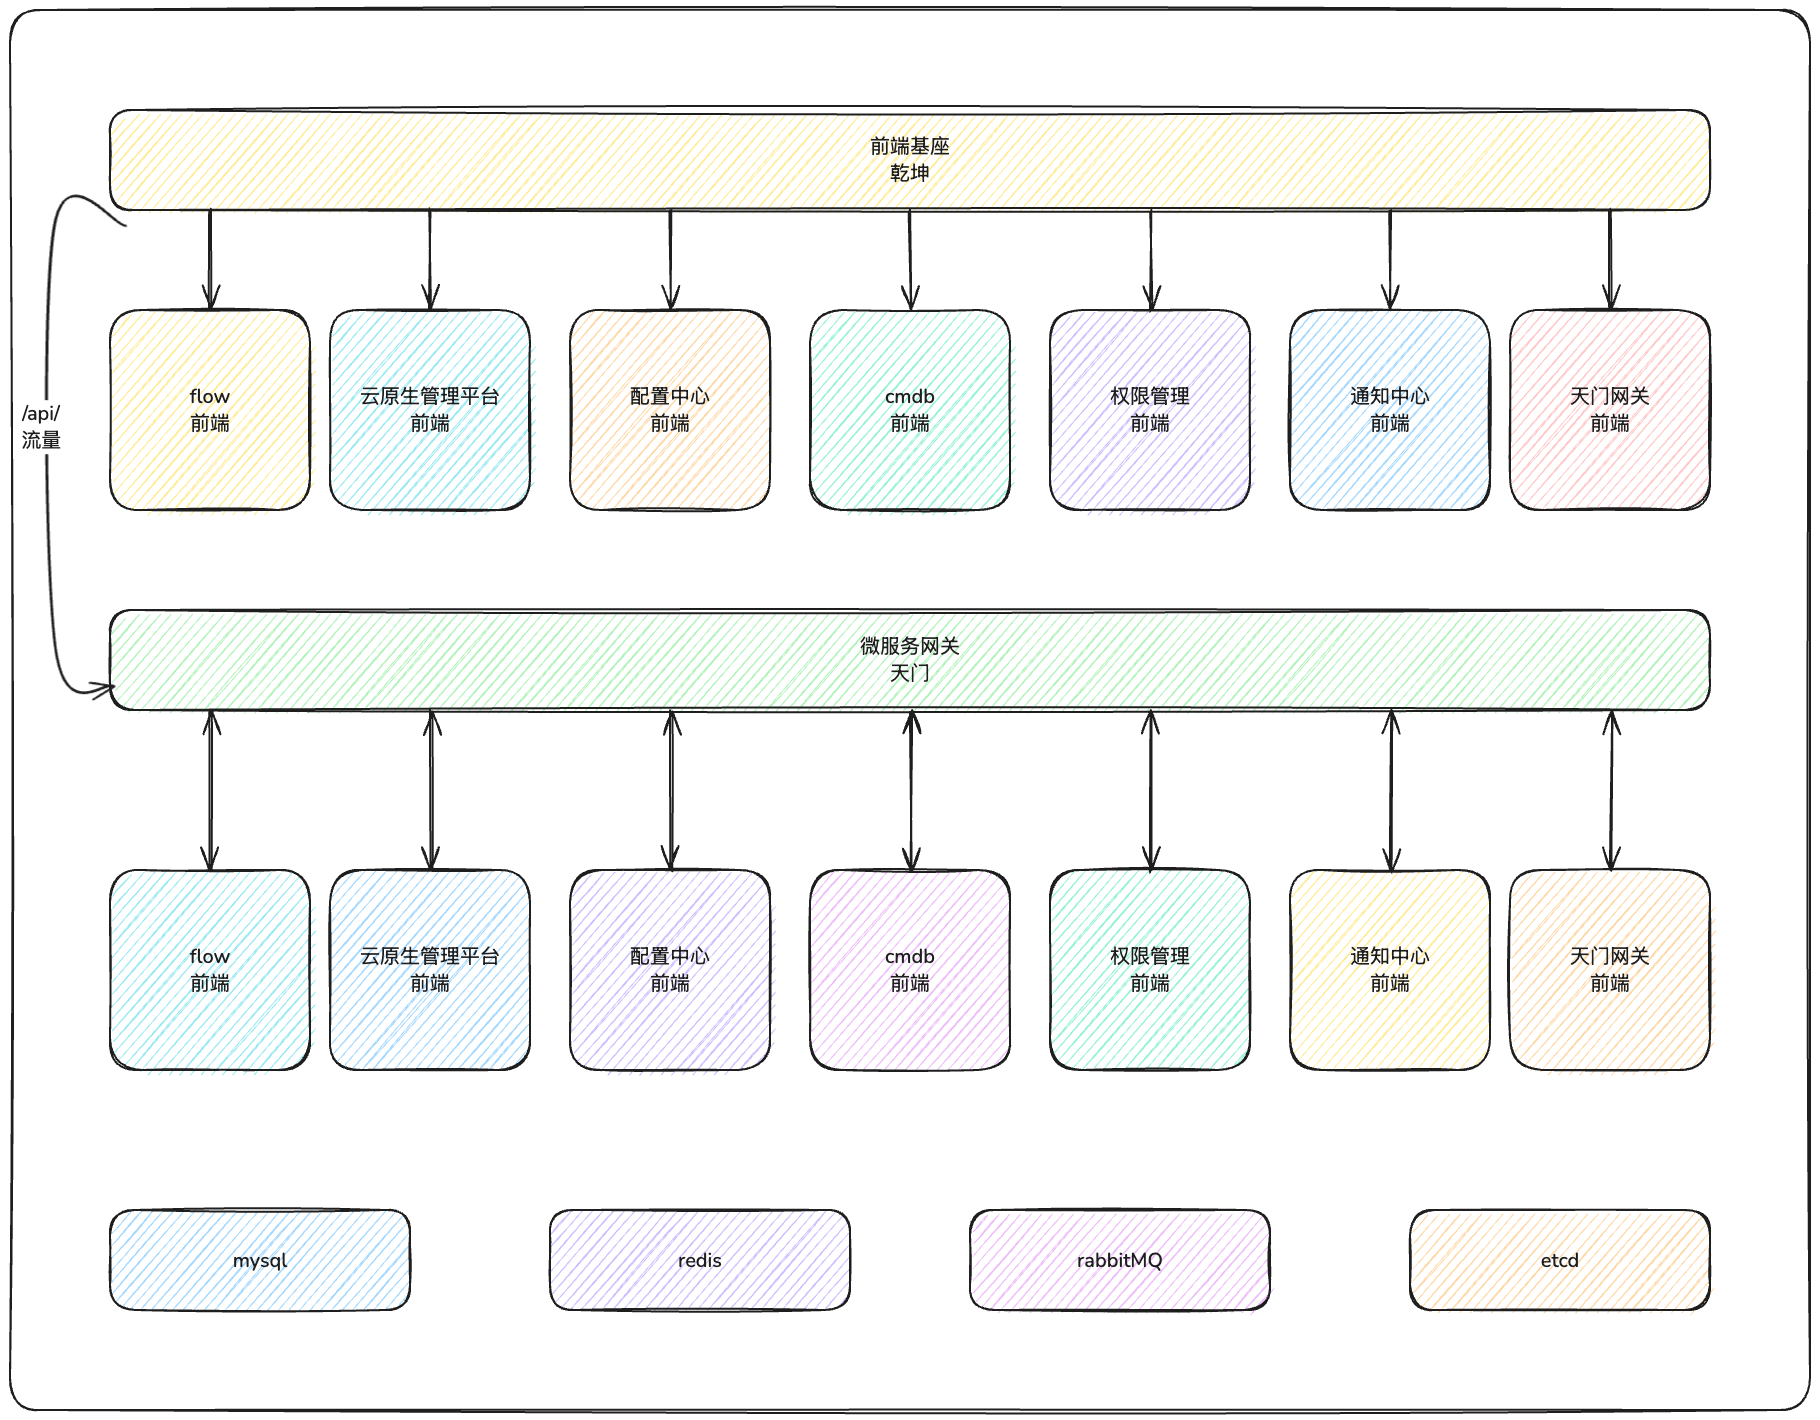 前端基座
乾坤
flow
前端
云原生管理平台
前端
配置中心
前端
cmdb
前端
权限管理
前端
通知中心
前端
天门网关
前端
/api/
流量
微服务网关
天门
flow
前端
云原生管理平台
前端
配置中心
前端
cmdb
前端
权限管理
前端
通知中心
前端
天门网关
前端
mysql
redis
rabbitMQ
etcd